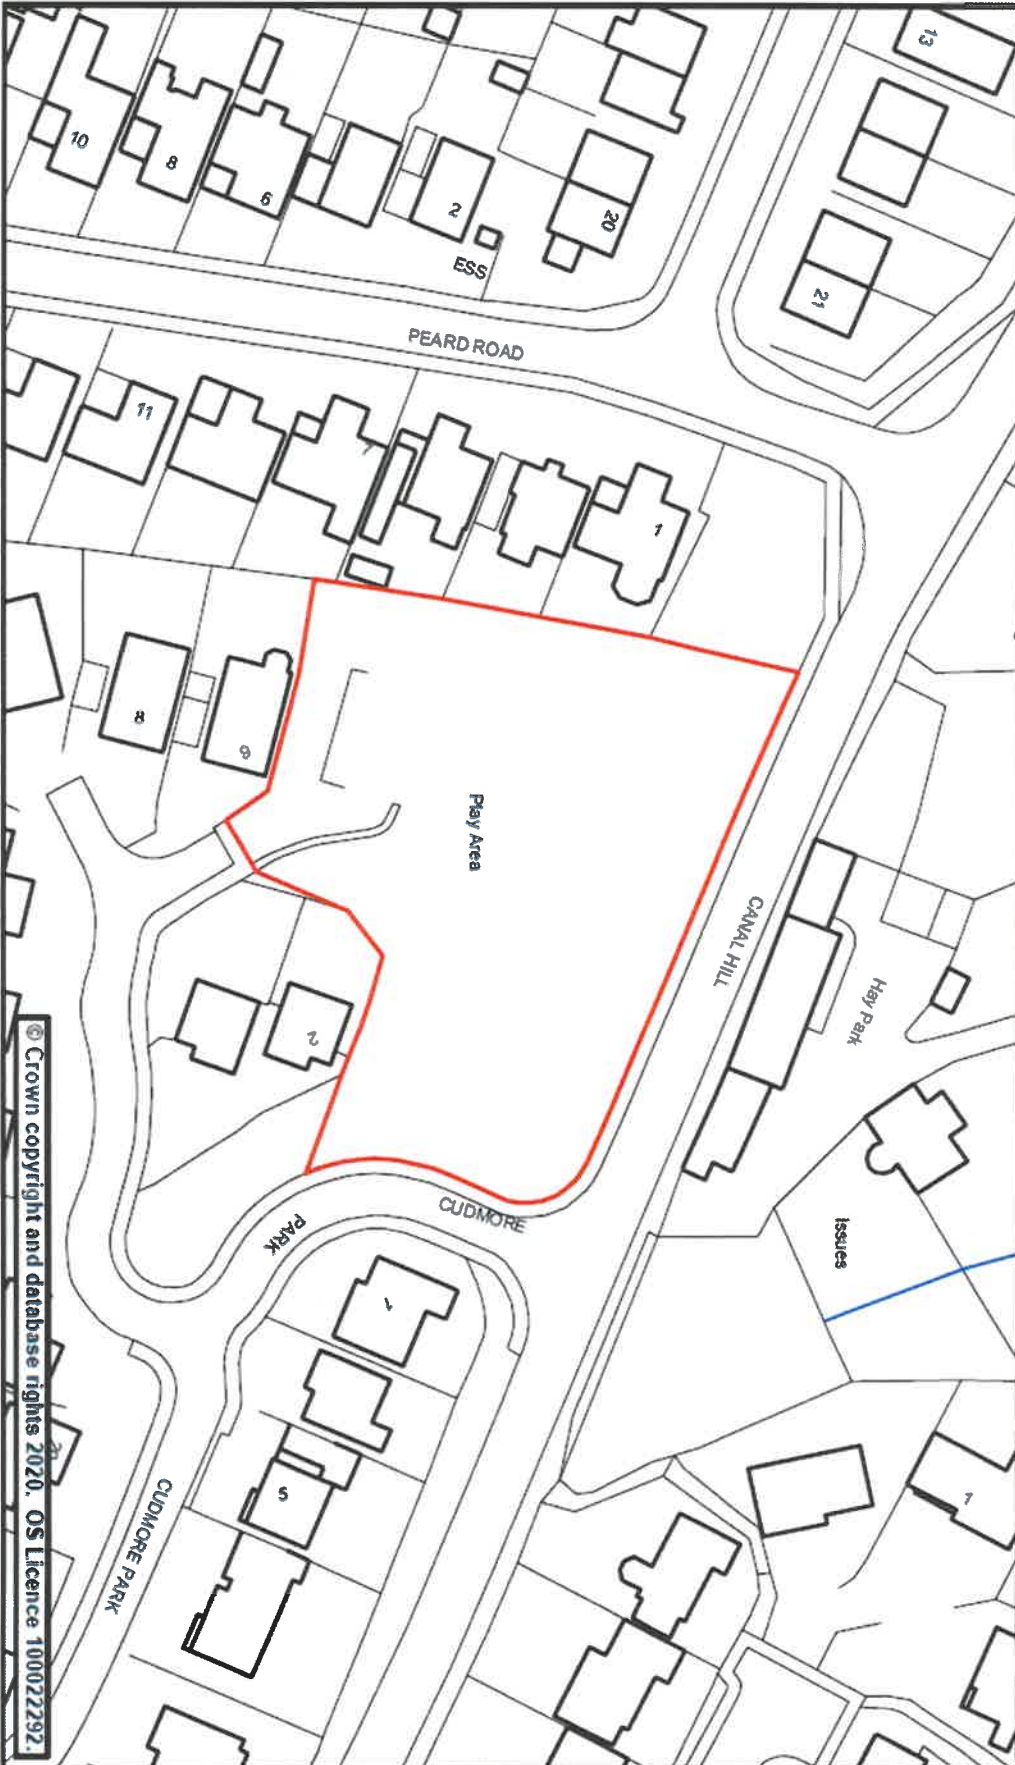 13
20
21
10
8
6
2
ESS
PEARD ROAD
11
7
1
8
9
Play Area
CANAL HILL
Hay Park
2
CUDMORE
PARK
Issues
1
5
1
CUDMORE PARK
© Crown copyright and database rights 2020. OS Licence 100022292.